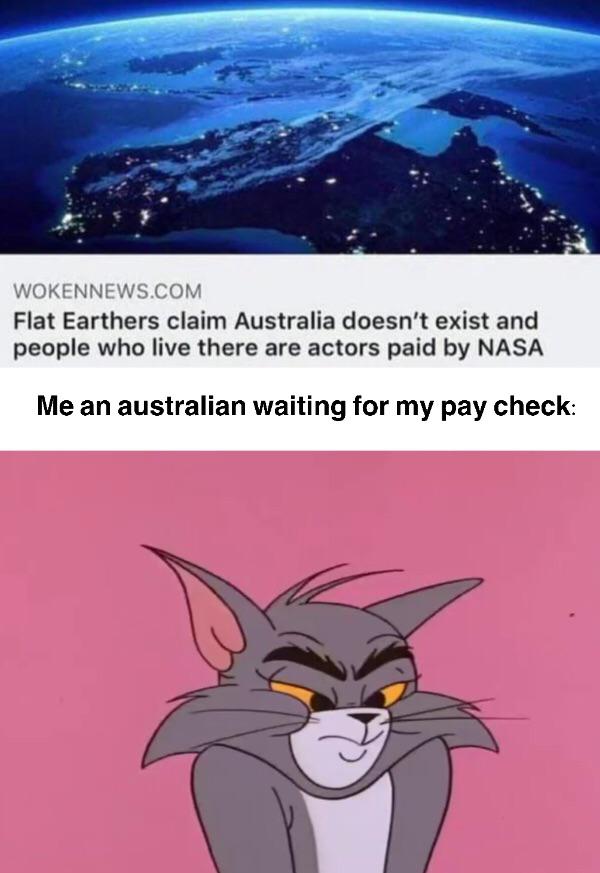 WOKENNEWS.COM
Flat Earthers claim Australia doesn't exist and
people who live there are actors paid by NASA
Me an australian waiting for my pay check: